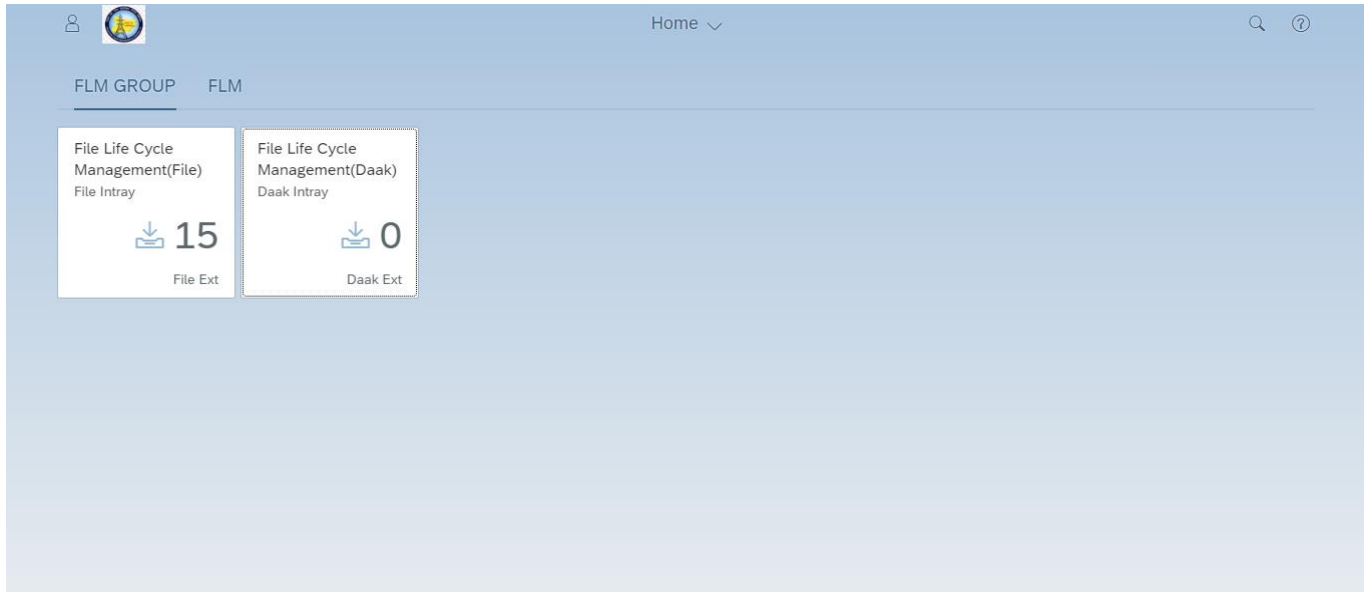 Home
FLM GROUP
FLM
File Life Cycle
Management(File)
File Intray
15
File Ext
File Life Cycle
Management(Daak)
Daak Intray
0
Daak Ext